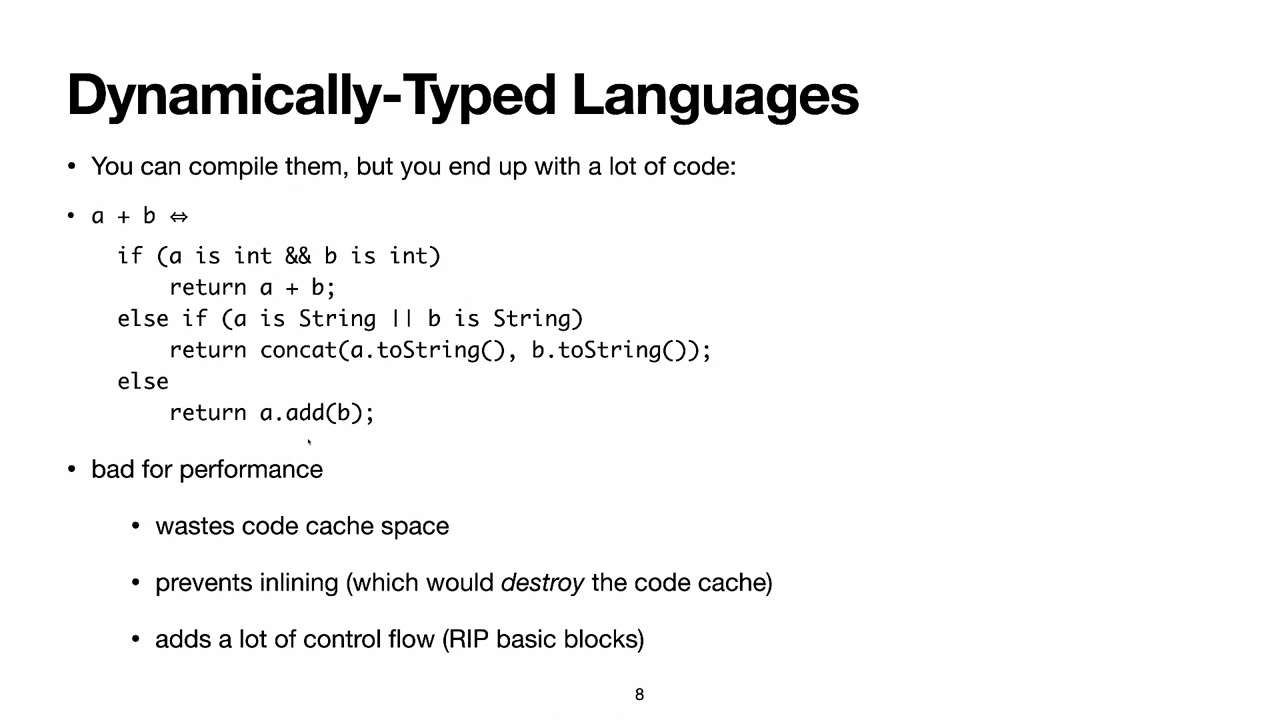 Dynamically-Typed Languages
• You can compile them, but you end up with a lot of code:
• a + b ⇔
if (a is int && b is int)
return a + b;
else if (a is String || b is String)
return concat(a.toString(), b.toString());
else
return a.add(b);
• bad for performance
• wastes code cache space
• prevents inlining (which would destroy the code cache)
• adds a lot of control flow (RIP basic blocks)
8